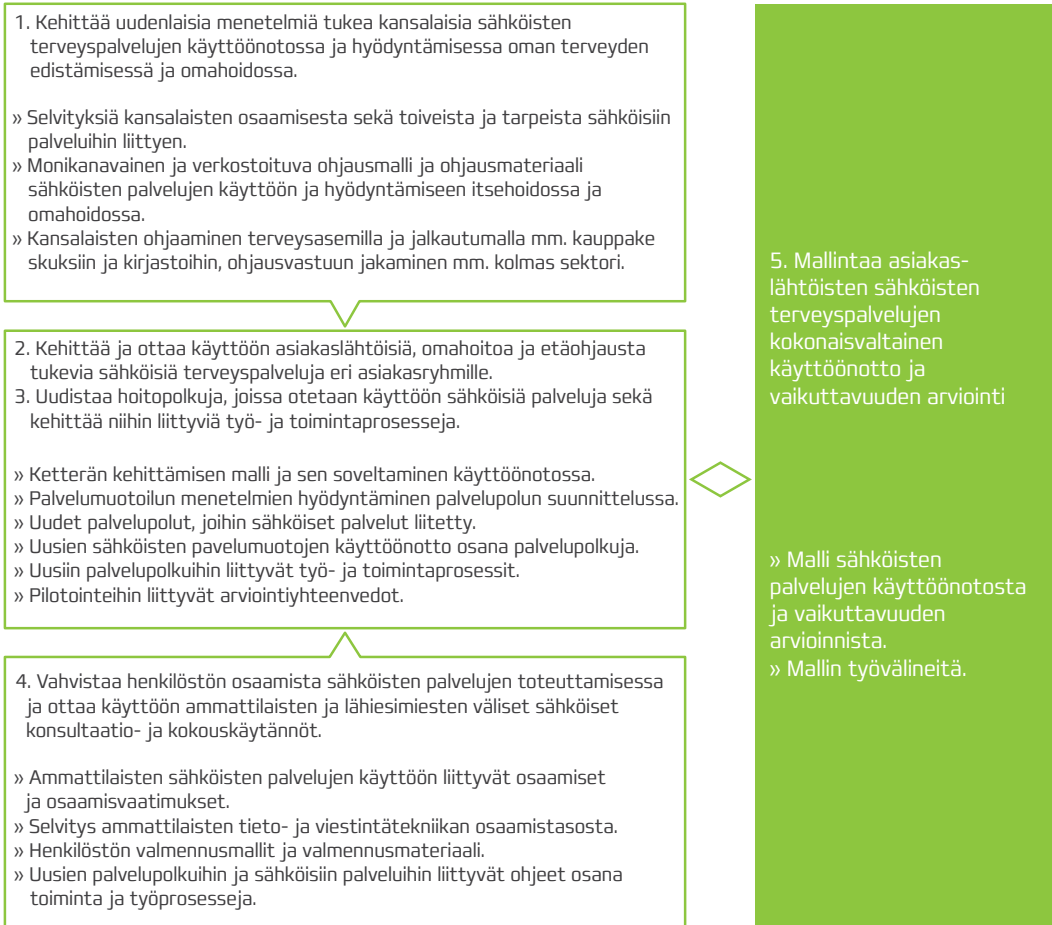 1. Kehittää uudenlaisia menetelmiä tukea kansalaisia sähköisten
terveyspalvelujen käyttöönotossa ja hyödyntämisessa oman terveyden
edistämisessä ja omahoidossa.
» Selvityksiä kansalaisten osaamisesta sekä toiveista ja tarpeista sähköisiin
palveluihin liittyen.
» Monikanavainen ja verkostoituva ohjausmalli ja ohjausmateriaali
sähköisten palvelujen käyttöön ja hyödyntämiseen itsehoidossa ja
omahoidossa.
» Kansalaisten ohjaaminen terveysasemilla ja jalkautumalla mm. kauppake
skuksiin ja kirjastoihin, ohjausvastuun jakaminen mm. kolmas sektori.
2. Kehittää ja ottaa käyttöön asiakaslähtöisiä, omahoitoa ja etäohjausta
tukevia sähköisiä terveyspalveluja eri asiakasryhmille.
3. Uudistaa hoitopolkuja, joissa otetaan käyttöön sähköisiä palveluja sekä
kehittää niihin liittyviä työ- ja toimintaprosesseja.
» Ketterän kehittämisen malli ja sen soveltaminen käyttöönotossa.
» Palvelumuotoilun menetelmien hyödyntäminen palvelupolun suunnittelussa.
» Uudet palvelupolut, joihin sähköiset palvelut liitetty.
» Uusien sähköisten pavelumuotojen käyttöönotto osana palvelupolkuja.
» Uusiin palvelupolkuihin liittyvät työ- ja toimintaprosessit.
» Pilotointeihin liittyvät arviointiyhteenvedot.
4. Vahvistaa henkilöstön osaamista sähköisten palvelujen toteuttamisessa
ja ottaa käyttöön ammattilaisten ja lähiesimiesten väliset sähköiset
konsultaatio- ja kokouskäytännöt.
» Ammattilaisten sähköisten palvelujen käyttöön liittyvät osaamiset
ja osaamisvaatimukset.
» Selvitys ammattilaisten tieto- ja viestintätekniikan osaamistasosta.
» Henkilöstön valmennusmallit ja valmennusmateriaali.
» Uusien palvelupolkuihin ja sähköisiin palveluihin liittyvät ohjeet osana
toiminta ja työprosesseja.
5. Mallintaa asiakas-
lähtöisten sähköisten
terveyspalvelujen
kokonaisvaltainen
käyttöönotto ja
vaikuttavuuden arviointi
» Malli sähköisten
palvelujen käyttöönotosta
ja vaikuttavuuden
arvioinnista.
» Mallin työvälineitä.